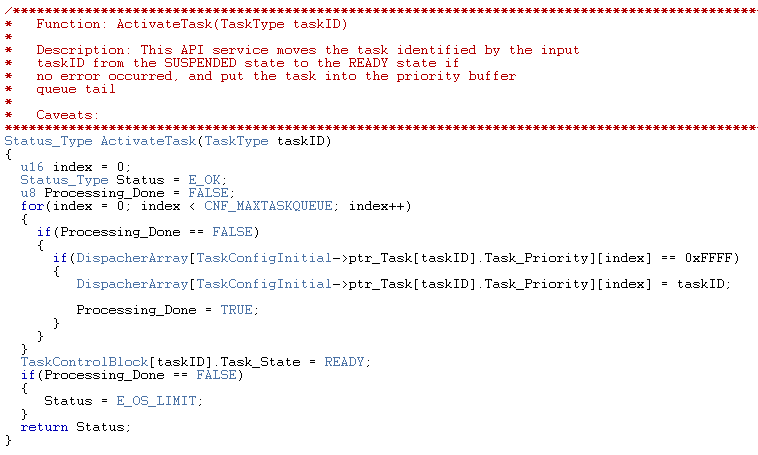 /***********************************************************************************************
*   Function: ActivateTask(TaskType taskID)
*
*   Description: This API service moves the task identified by the input
*   taskID from the SUSPENDED state to the READY state if
*   no error occurred, and put the task into the priority buffer
*   queue tail
*
*   Caveats:
************************************************************************************************
Status_Type ActivateTask(TaskType taskID)
{
  u16 index = 0;
  Status_Type Status = E_OK;
  u8 Processing_Done = FALSE;
  for(index = 0; index < CNF_MAXTASKQUEUE; index++)
  {
    if(Processing_Done == FALSE)
    {
      if(DispacherArray[TaskConfigInitial->ptr_Task[taskID].Task_Priority][index] == 0xFFFF)
      {
         DispacherArray[TaskConfigInitial->ptr_Task[taskID].Task_Priority][index] = taskID;
         Processing_Done = TRUE;
      }
    }
  }
  TaskControlBlock[taskID].Task_State = READY;
  if(Processing_Done == FALSE)
  {
     Status = E_OS_LIMIT;
  }
  return Status;
}